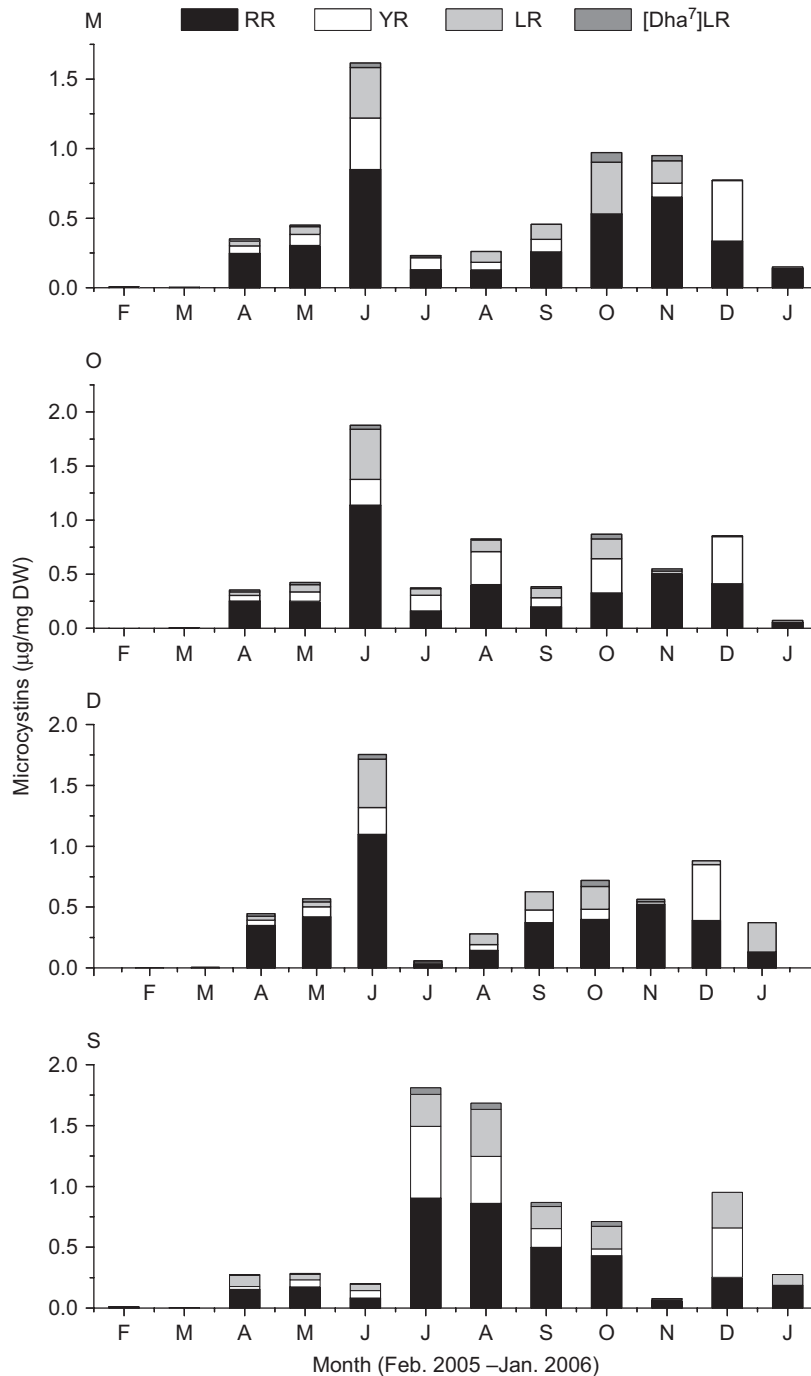 M
RR YR LR [Dha⁷]LR
1.5
1.0
0.5
0.0
F M A M J J A S O N D J
O
2.0
1.5
1.0
0.5
0.0
F M A M J J A S O N D J
D
2.0
1.5
1.0
0.5
0.0
F M A M J J A S O N D J
S
2.0
1.5
1.0
0.5
0.0
F M A M J J A S O N D J
Microcystins (μg/mg DW)
Month (Feb. 2005 –Jan. 2006)